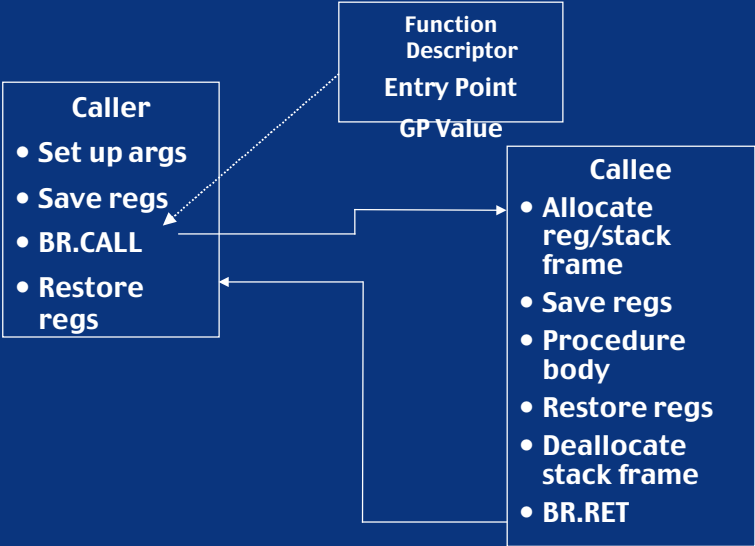 Function
Descriptor
Entry Point
GP Value
Caller
• Set up args
• Save regs
• BR.CALL
• Restore
regs
Callee
• Allocate
reg/stack
frame
• Save regs
• Procedure
body
• Restore regs
• Deallocate
stack frame
• BR.RET